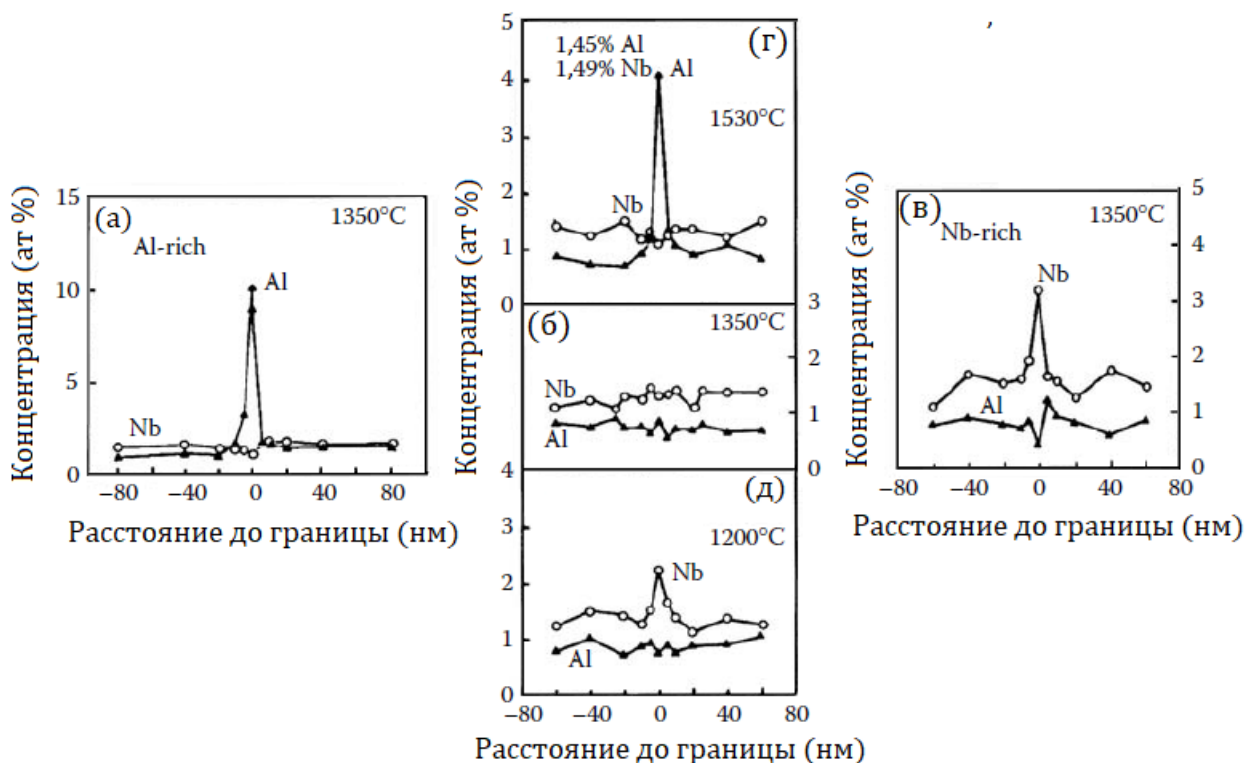 (а)
1350°C
Al-rich
Al
Nb
15
10
5
0
−80
−40
0
40
80
Концентрация (ат %)
Расстояние до границы (нм)
(г)
1,45% Al
1,49% Nb
Al
1530°C
Nb
5
4
3
2
1
0
Концентрация (ат %)
(б)
1350°C
Nb
Al
3
2
1
0
(д)
1200°C
Nb
Al
4
3
2
1
0
−80
−40
0
40
80
Расстояние до границы (нм)
,
(в)
1350°C
Nb-rich
Nb
Al
5
4
3
2
1
0
−80
−40
0
40
80
Концентрация (ат %)
Расстояние до границы (нм)